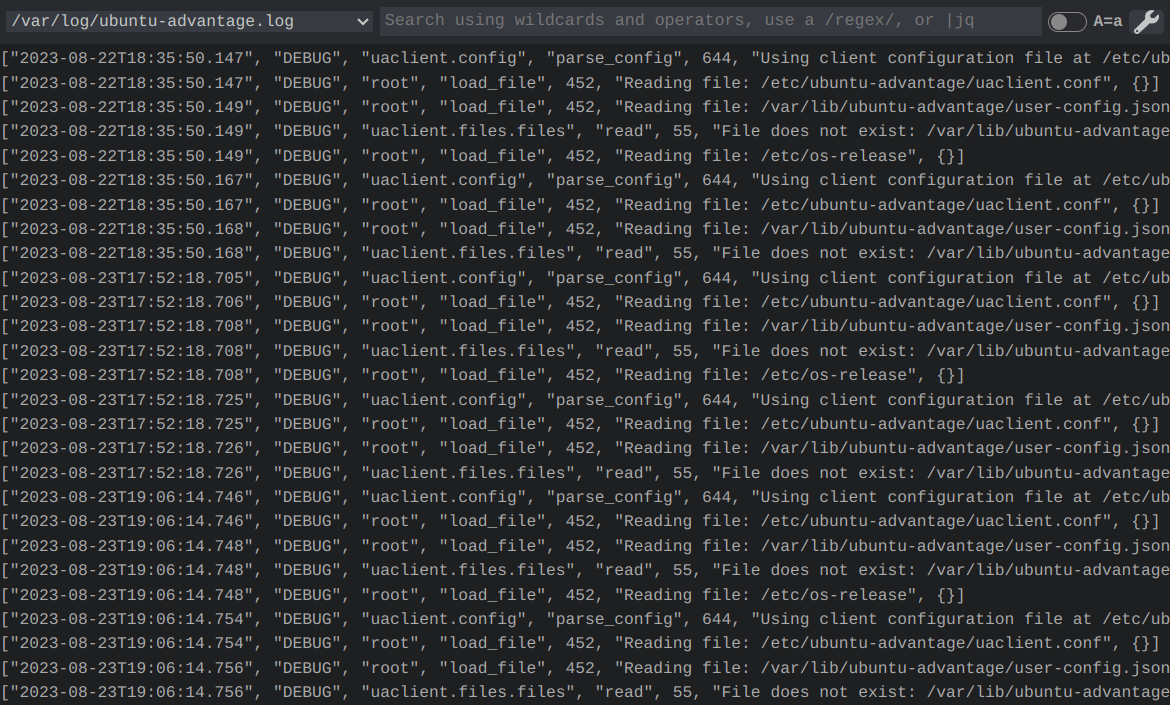 /var/log/ubuntu-advantage.log Search using wildcards and operators, use a /regex/, or |jq A=a
["2023-08-22T18:35:50.147", "DEBUG", "uaclient.config", "parse_config", 644, "Using client configuration file at /etc/ub
["2023-08-22T18:35:50.147", "DEBUG", "root", "load_file", 452, "Reading file: /etc/ubuntu-advantage/uaclient.conf", {}]
["2023-08-22T18:35:50.149", "DEBUG", "root", "load_file", 452, "Reading file: /var/lib/ubuntu-advantage/user-config.json
["2023-08-22T18:35:50.149", "DEBUG", "uaclient.files.files", "read", 55, "File does not exist: /var/lib/ubuntu-advantage
["2023-08-22T18:35:50.149", "DEBUG", "root", "load_file", 452, "Reading file: /etc/os-release", {}]
["2023-08-22T18:35:50.167", "DEBUG", "uaclient.config", "parse_config", 644, "Using client configuration file at /etc/ub
["2023-08-22T18:35:50.167", "DEBUG", "root", "load_file", 452, "Reading file: /etc/ubuntu-advantage/uaclient.conf", {}]
["2023-08-22T18:35:50.168", "DEBUG", "root", "load_file", 452, "Reading file: /var/lib/ubuntu-advantage/user-config.json
["2023-08-22T18:35:50.168", "DEBUG", "uaclient.files.files", "read", 55, "File does not exist: /var/lib/ubuntu-advantage
["2023-08-23T17:52:18.705", "DEBUG", "uaclient.config", "parse_config", 644, "Using client configuration file at /etc/ub
["2023-08-23T17:52:18.706", "DEBUG", "root", "load_file", 452, "Reading file: /etc/ubuntu-advantage/uaclient.conf", {}]
["2023-08-23T17:52:18.708", "DEBUG", "root", "load_file", 452, "Reading file: /var/lib/ubuntu-advantage/user-config.json
["2023-08-23T17:52:18.708", "DEBUG", "uaclient.files.files", "read", 55, "File does not exist: /var/lib/ubuntu-advantage
["2023-08-23T17:52:18.708", "DEBUG", "root", "load_file", 452, "Reading file: /etc/os-release", {}]
["2023-08-23T17:52:18.725", "DEBUG", "uaclient.config", "parse_config", 644, "Using client configuration file at /etc/ub
["2023-08-23T17:52:18.725", "DEBUG", "root", "load_file", 452, "Reading file: /etc/ubuntu-advantage/uaclient.conf", {}]
["2023-08-23T17:52:18.726", "DEBUG", "root", "load_file", 452, "Reading file: /var/lib/ubuntu-advantage/user-config.json
["2023-08-23T17:52:18.726", "DEBUG", "uaclient.files.files", "read", 55, "File does not exist: /var/lib/ubuntu-advantage
["2023-08-23T19:06:14.746", "DEBUG", "uaclient.config", "parse_config", 644, "Using client configuration file at /etc/ub
["2023-08-23T19:06:14.746", "DEBUG", "root", "load_file", 452, "Reading file: /etc/ubuntu-advantage/uaclient.conf", {}]
["2023-08-23T19:06:14.748", "DEBUG", "root", "load_file", 452, "Reading file: /var/lib/ubuntu-advantage/user-config.json
["2023-08-23T19:06:14.748", "DEBUG", "uaclient.files.files", "read", 55, "File does not exist: /var/lib/ubuntu-advantage
["2023-08-23T19:06:14.748", "DEBUG", "root", "load_file", 452, "Reading file: /etc/os-release", {}]
["2023-08-23T19:06:14.754", "DEBUG", "uaclient.config", "parse_config", 644, "Using client configuration file at /etc/ub
["2023-08-23T19:06:14.754", "DEBUG", "root", "load_file", 452, "Reading file: /etc/ubuntu-advantage/uaclient.conf", {}]
["2023-08-23T19:06:14.756", "DEBUG", "root", "load_file", 452, "Reading file: /var/lib/ubuntu-advantage/user-config.json
["2023-08-23T19:06:14.756", "DEBUG", "uaclient.files.files", "read", 55, "File does not exist: /var/lib/ubuntu-advantage